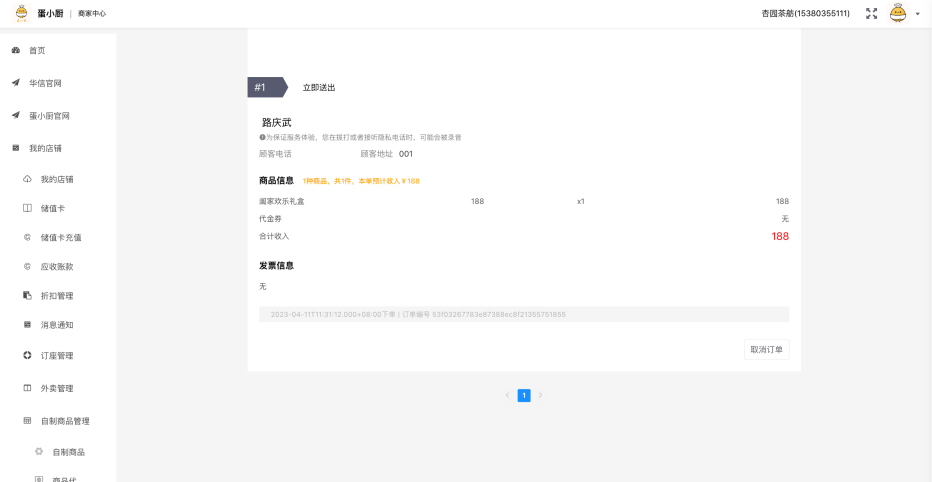 蛋小厨 | 商家中心
杏园茶舫(15380355111)
首页
华信官网
蛋小厨官网
我的店铺
我的店铺
储值卡
储值卡充值
应收账款
折扣管理
消息通知
订座管理
外卖管理
自制商品管理
自制商品
#1 立即送出
路庆武
为保证服务体验，您在拨打或者接听隐私电话时，可能会被录音
顾客电话 顾客地址 001
商品信息 1种商品，共1件，本单预计收入￥188
阖家欢乐礼盒 188 x1 188
代金券 无
合计收入 188
发票信息
无
2023-04-11T11:31:12.000+08:00下单 | 订单编号 53f03267783e87388ec8f21355751855
取消订单
1